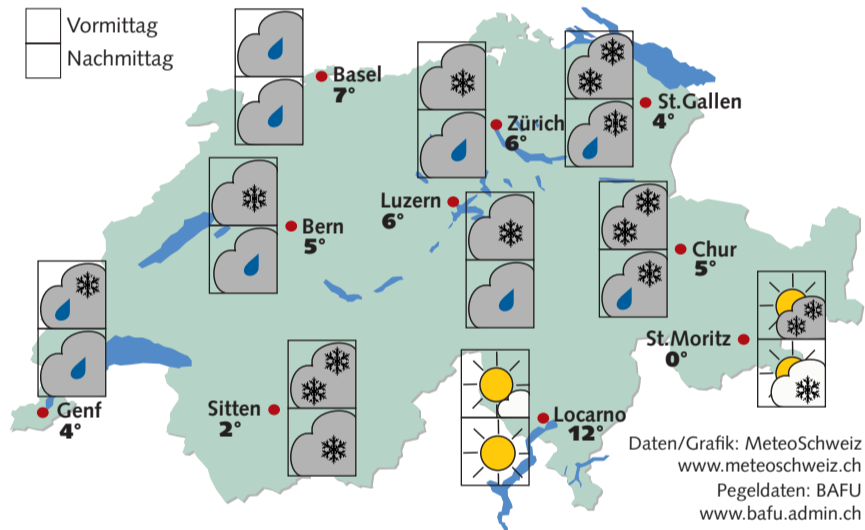 Vormittag
Nachmittag
Basel
7°
Zürich
6°
St.Gallen
4°
Luzern
6°
Bern
5°
Chur
5°
St.Moritz
0°
Genf
4°
Sitten
2°
Locarno
12°
Daten/Grafik: MeteoSchweiz
www.meteoschweiz.ch
Pegeldaten: BAFU
www.bafu.admin.ch